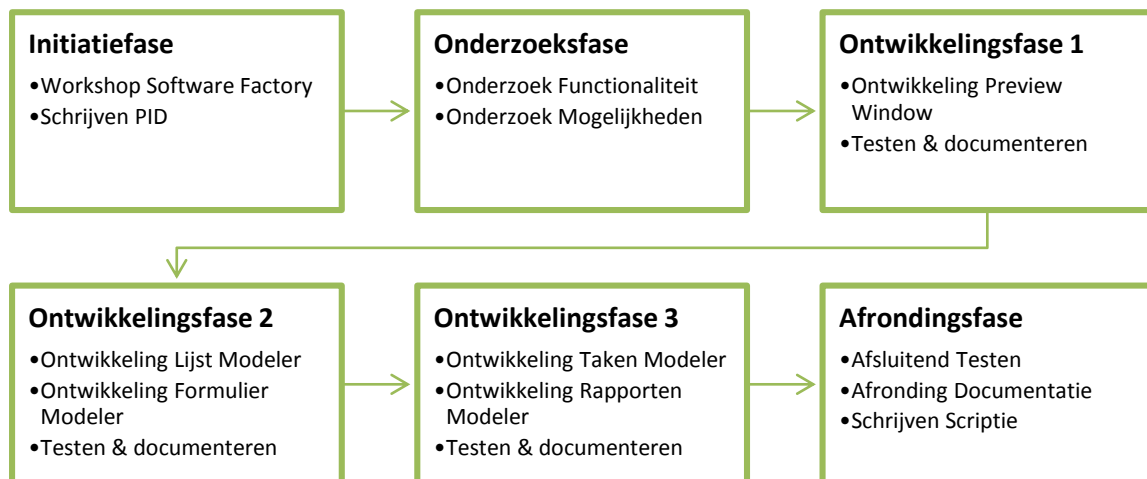 Initiatiefase
•Workshop Software Factory
•Schrijven PID
Onderzoeksfase
•Onderzoek Functionaliteit
•Onderzoek Mogelijkheden
Ontwikkelingsfase 1
•Ontwikkeling Preview
Window
•Testen & documenteren
Ontwikkelingsfase 2
•Ontwikkeling Lijst Modeler
•Ontwikkeling Formulier
Modeler
•Testen & documenteren
Ontwikkelingsfase 3
•Ontwikkeling Taken Modeler
•Ontwikkeling Rapporten
Modeler
•Testen & documenteren
Afrondingsfase
•Afsluitend Testen
•Afronding Documentatie
•Schrijven Scriptie